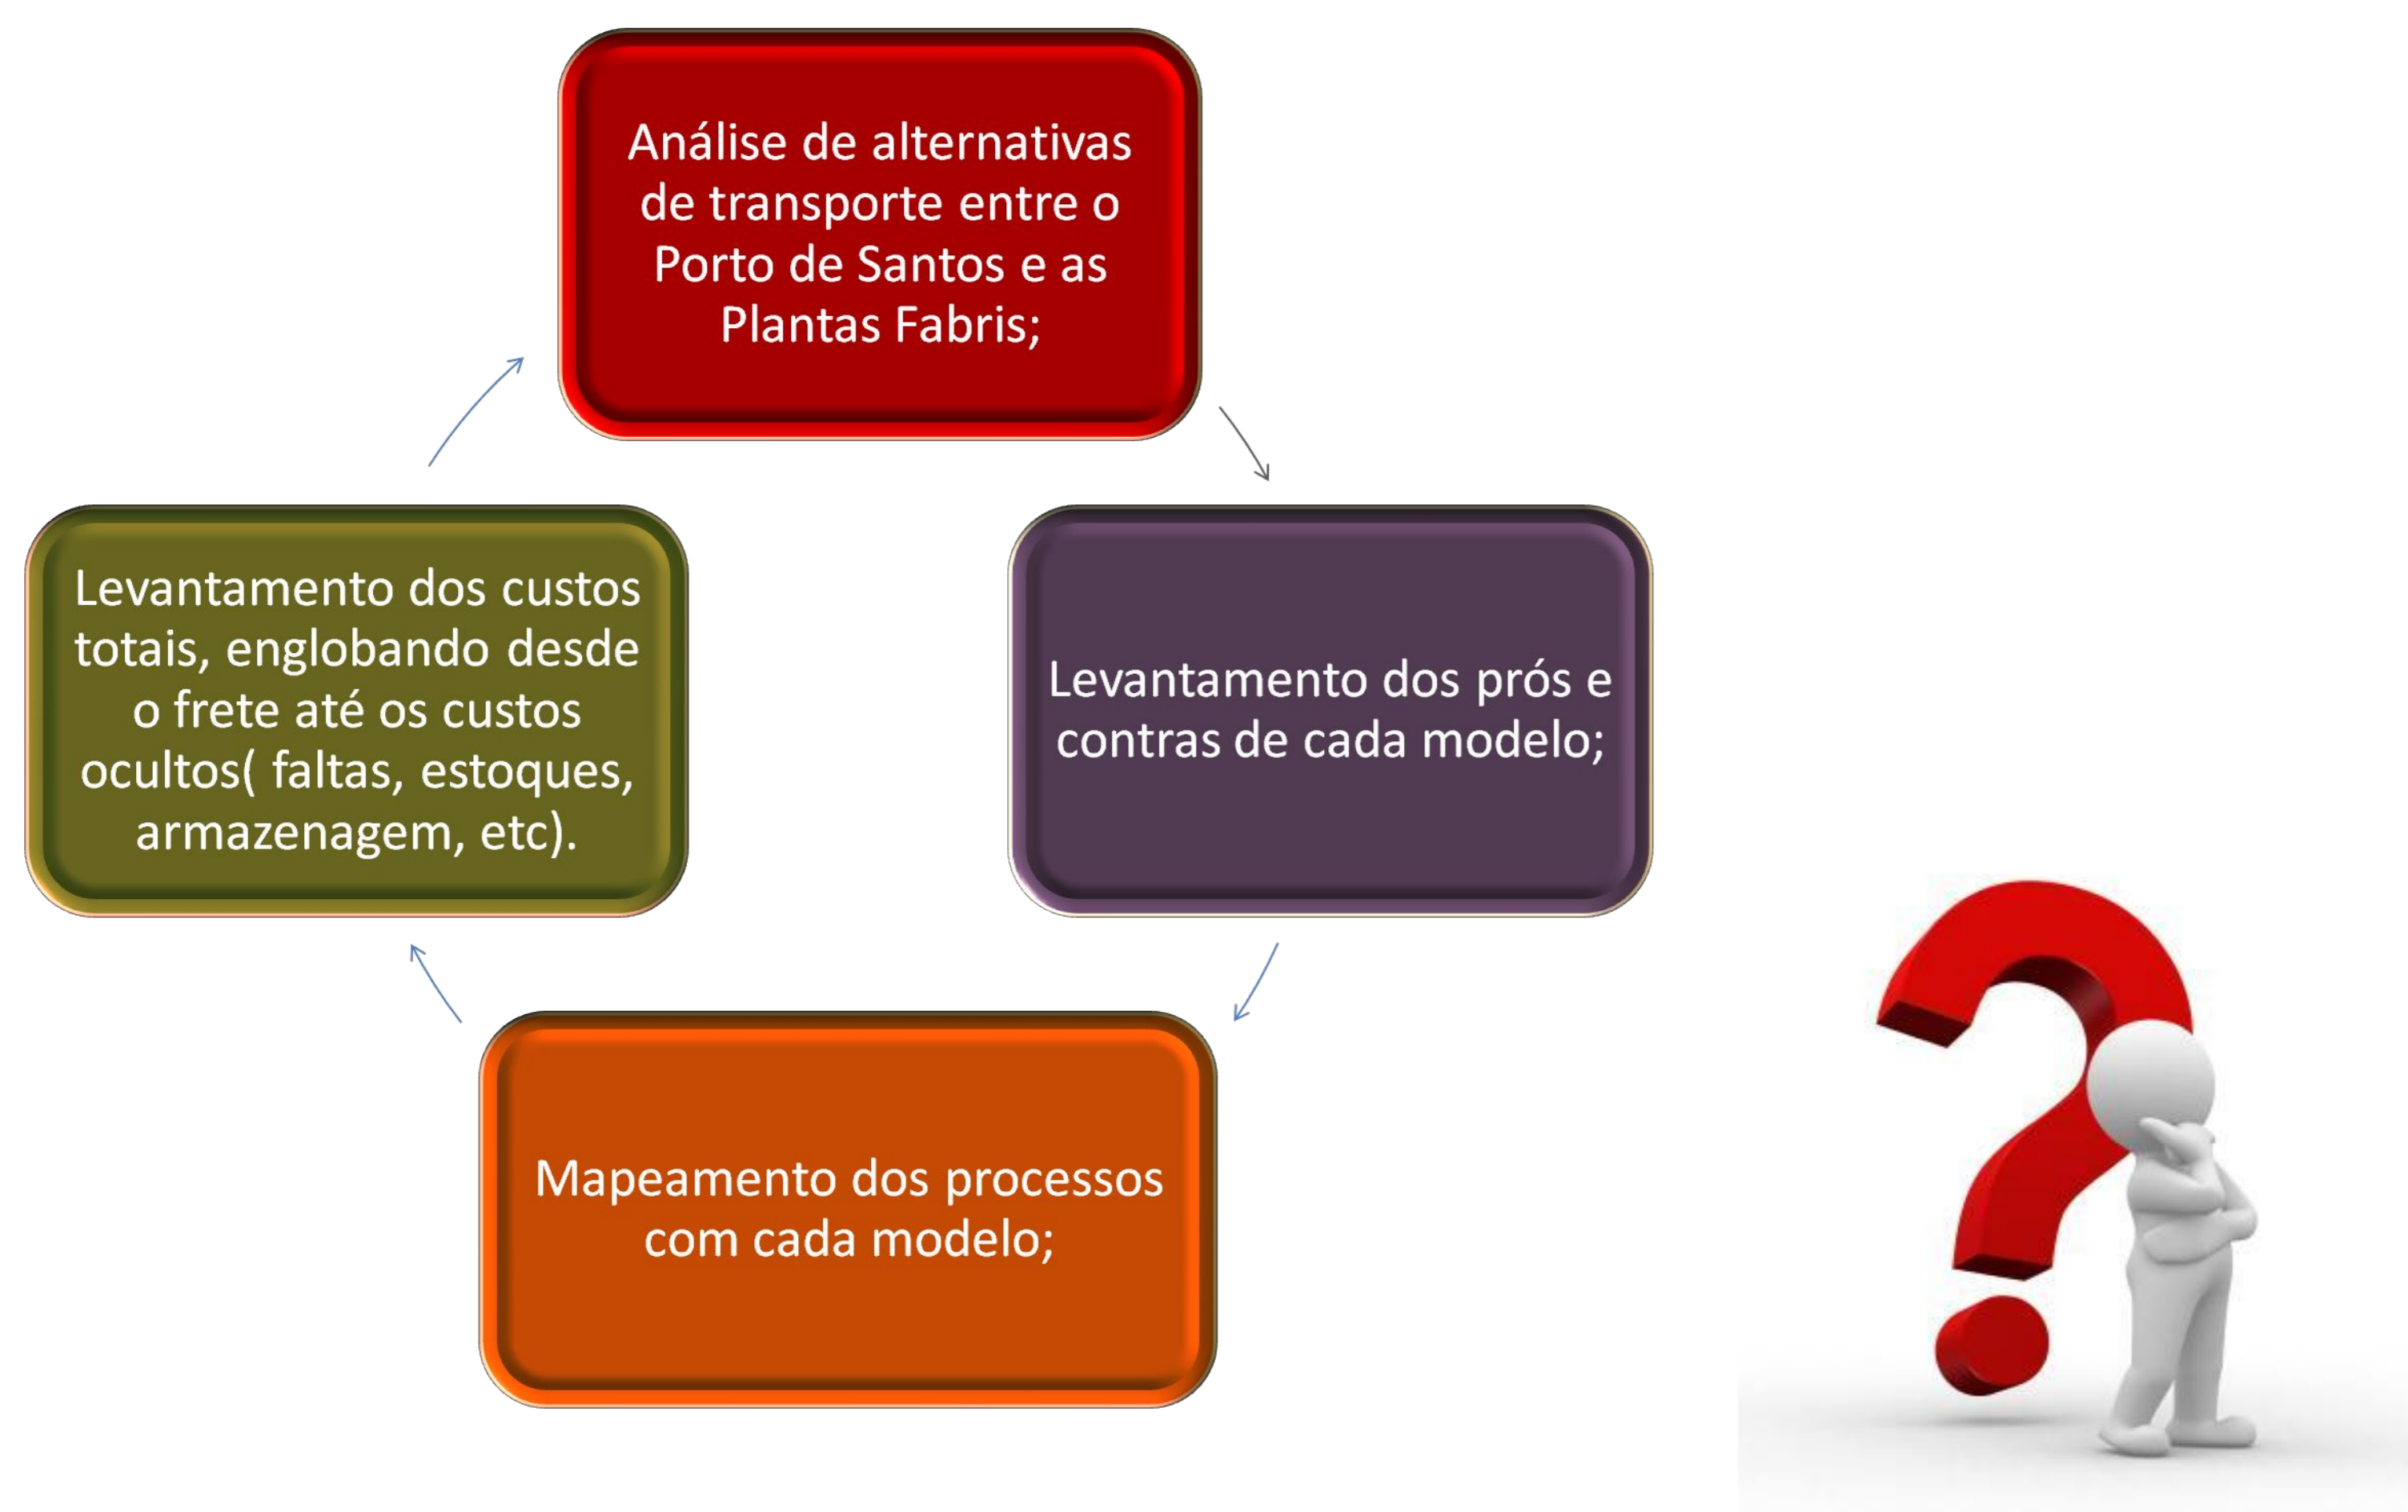 Análise de alternativas
de transporte entre o
Porto de Santos e as
Plantas Fabris;
Levantamento dos prós e
contras de cada modelo;
Mapeamento dos processos
com cada modelo;
Levantamento dos custos
totais, englobando desde
o frete até os custos
ocultos( faltas, estoques,
armazenagem, etc).
?